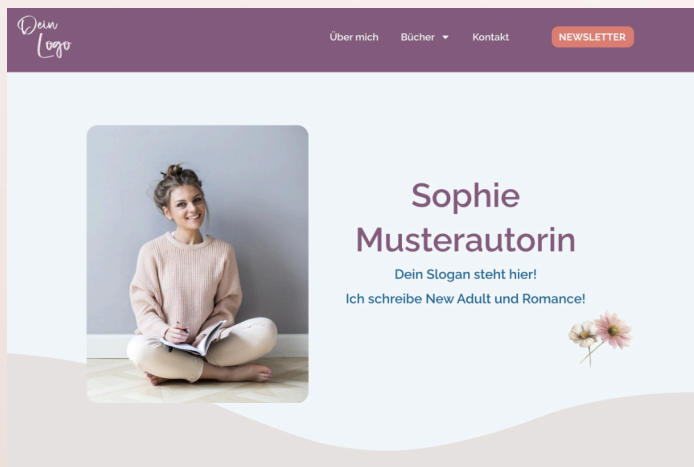 Dein
Logo
Über mich
Bücher
Kontakt
NEWSLETTER
Sophie
Musterautorin
Dein Slogan steht hier!
Ich schreibe New Adult und Romance!